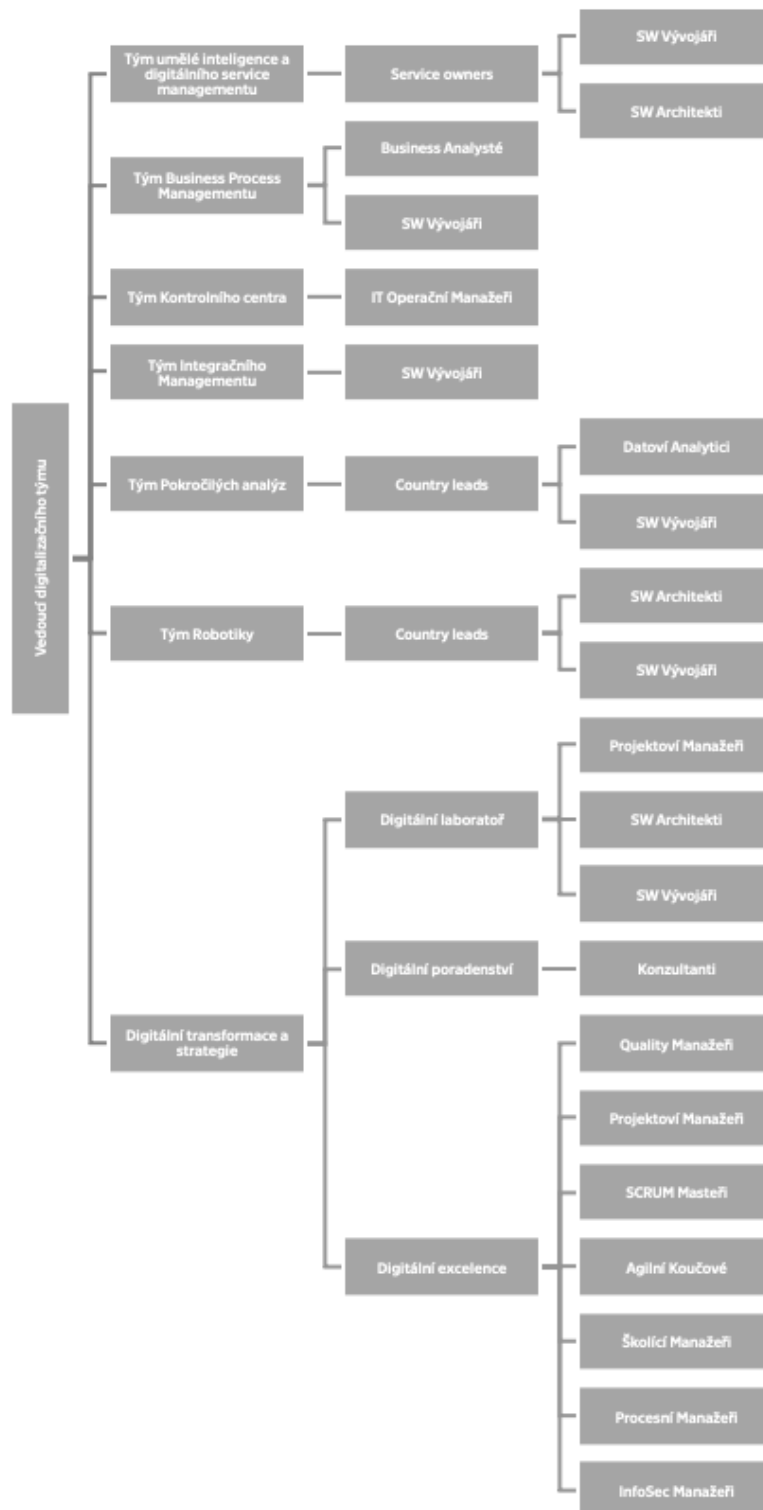 Vedoucí digitalizačního týmu
Tým umělé inteligence a
digitálního service
managementu
Service owners
SW Vývojáři
SW Architekti
Tým Business Process
Managementu
Business Analysté
SW Vývojáři
Tým Kontrolního centra
IT Operační Manažeři
Tým Integračního
Managementu
SW Vývojáři
Tým Pokročilých analýz
Country leads
Datoví Analytici
SW Vývojáři
Tým Robotiky
Country leads
SW Architekti
SW Vývojáři
Digitální transformace a
strategie
Digitální laboratoř
Projektoví Manažeři
SW Architekti
SW Vývojáři
Digitální poradenství
Konzultanti
Digitální excelence
Quality Manažeři
Projektoví Manažeři
SCRUM Masteři
Agilní Koučové
Školící Manažeři
Procesní Manažeři
InfoSec Manažeři